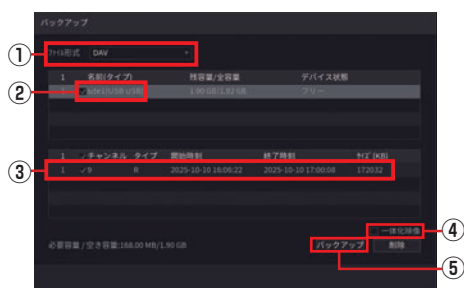 バックアップ
① ファイル形式 DAV
1 名前(タイプ) 残容量/全容量 デバイス状態
② 1 ✓sdb1(USB USB) 1.90 GB/1.92 GB フリー
1 ✓チャンネル タイプ 開始時刻 終了時刻 ｻｲｽﾞ(KB)
③ 1 ✓9 R 2025-10-10 16:09:22 2025-10-10 17:00:08 172032
一体化映像 ④
必要容量 / 空き容量:168.00 MB/1.90 GB バックアップ 削除
⑤